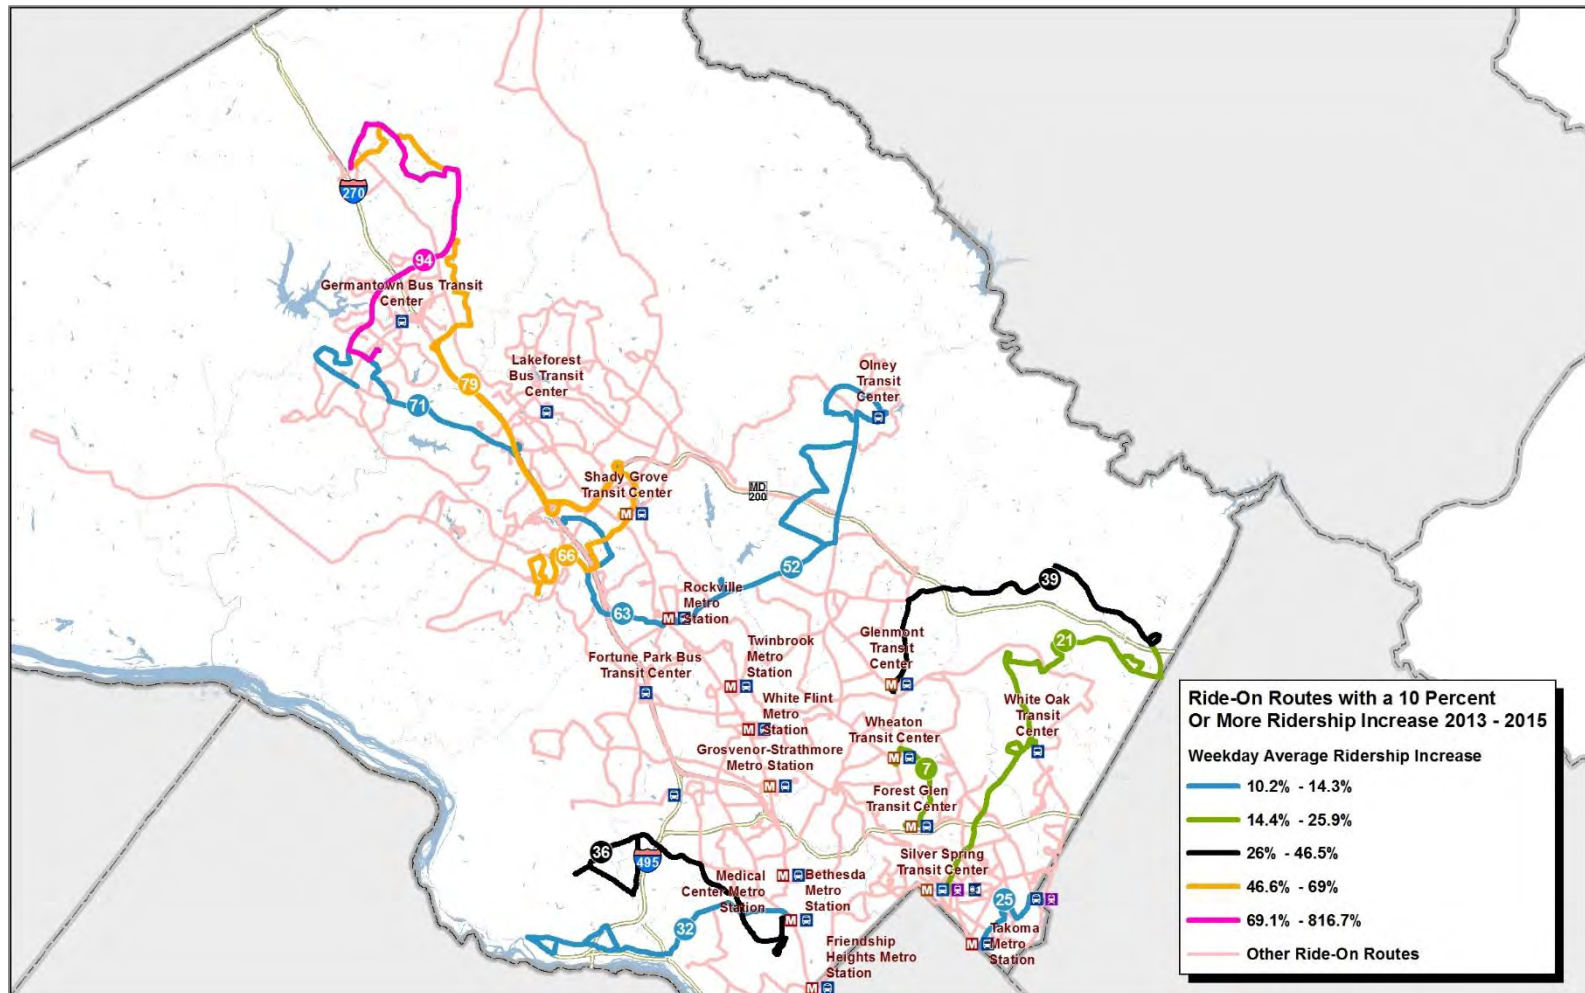 270
94
Germantown Bus Transit
Center
Lakeforest
Bus Transit
Center
79
71
Olney
Transit
Center
Shady Grove
Transit Center
M
MD
200
66
52
39
Rockville
Metro
Station
M
63
21
Glenmont
Transit
Center
M
Twinbrook
Metro
Station
M
Fortune Park Bus
Transit Center
White Flint
Metro
Station
M
White Oak
Transit
Center
Wheaton
Transit Center
M
7
Grosvenor-Strathmore
Metro Station
M
Forest Glen
Transit Center
M
36
495
Silver Spring
Transit Center
M
Medical
Center Metro
Station
M
Bethesda
Metro
Station
M
25
32
Takoma
Metro
Station
M
Friendship
Heights Metro
Station
M
Ride-On Routes with a 10 Percent
Or More Ridership Increase 2013 - 2015
Weekday Average Ridership Increase
10.2% - 14.3%
14.4% - 25.9%
26% - 46.5%
46.6% - 69%
69.1% - 816.7%
Other Ride-On Routes